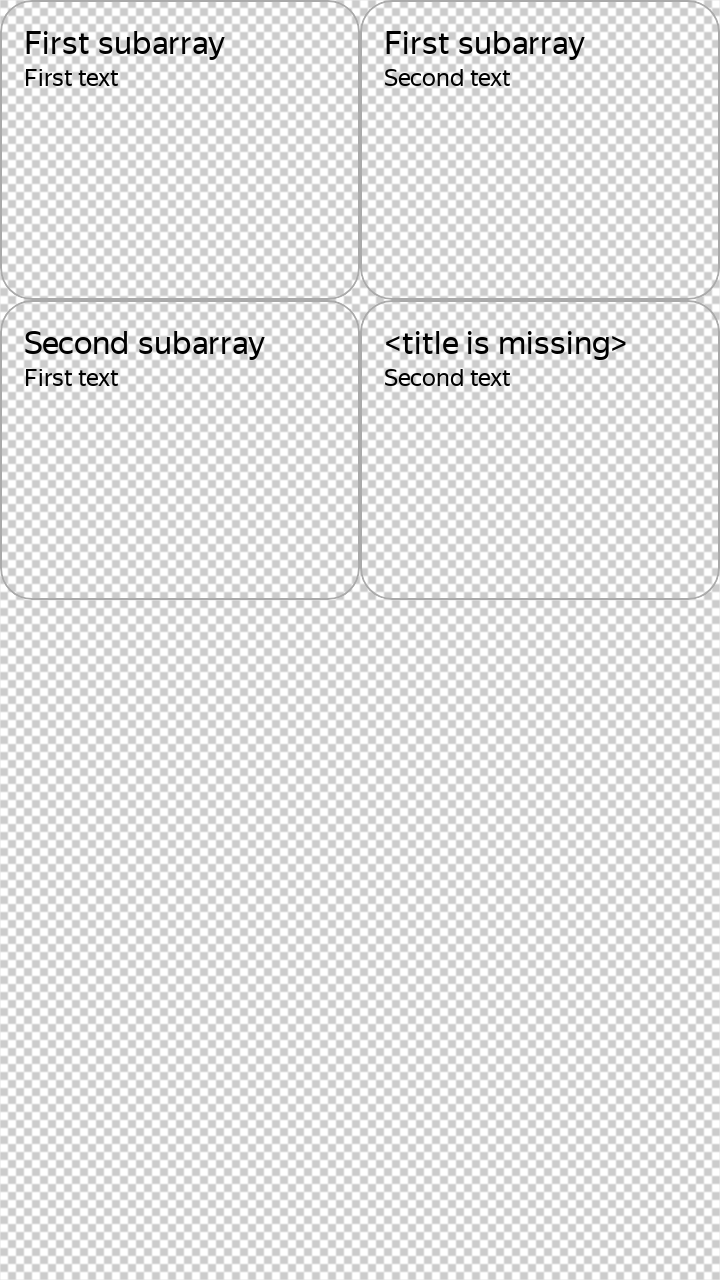 First subarray
First text
First subarray
Second text
Second subarray
First text
<title is missing>
Second text